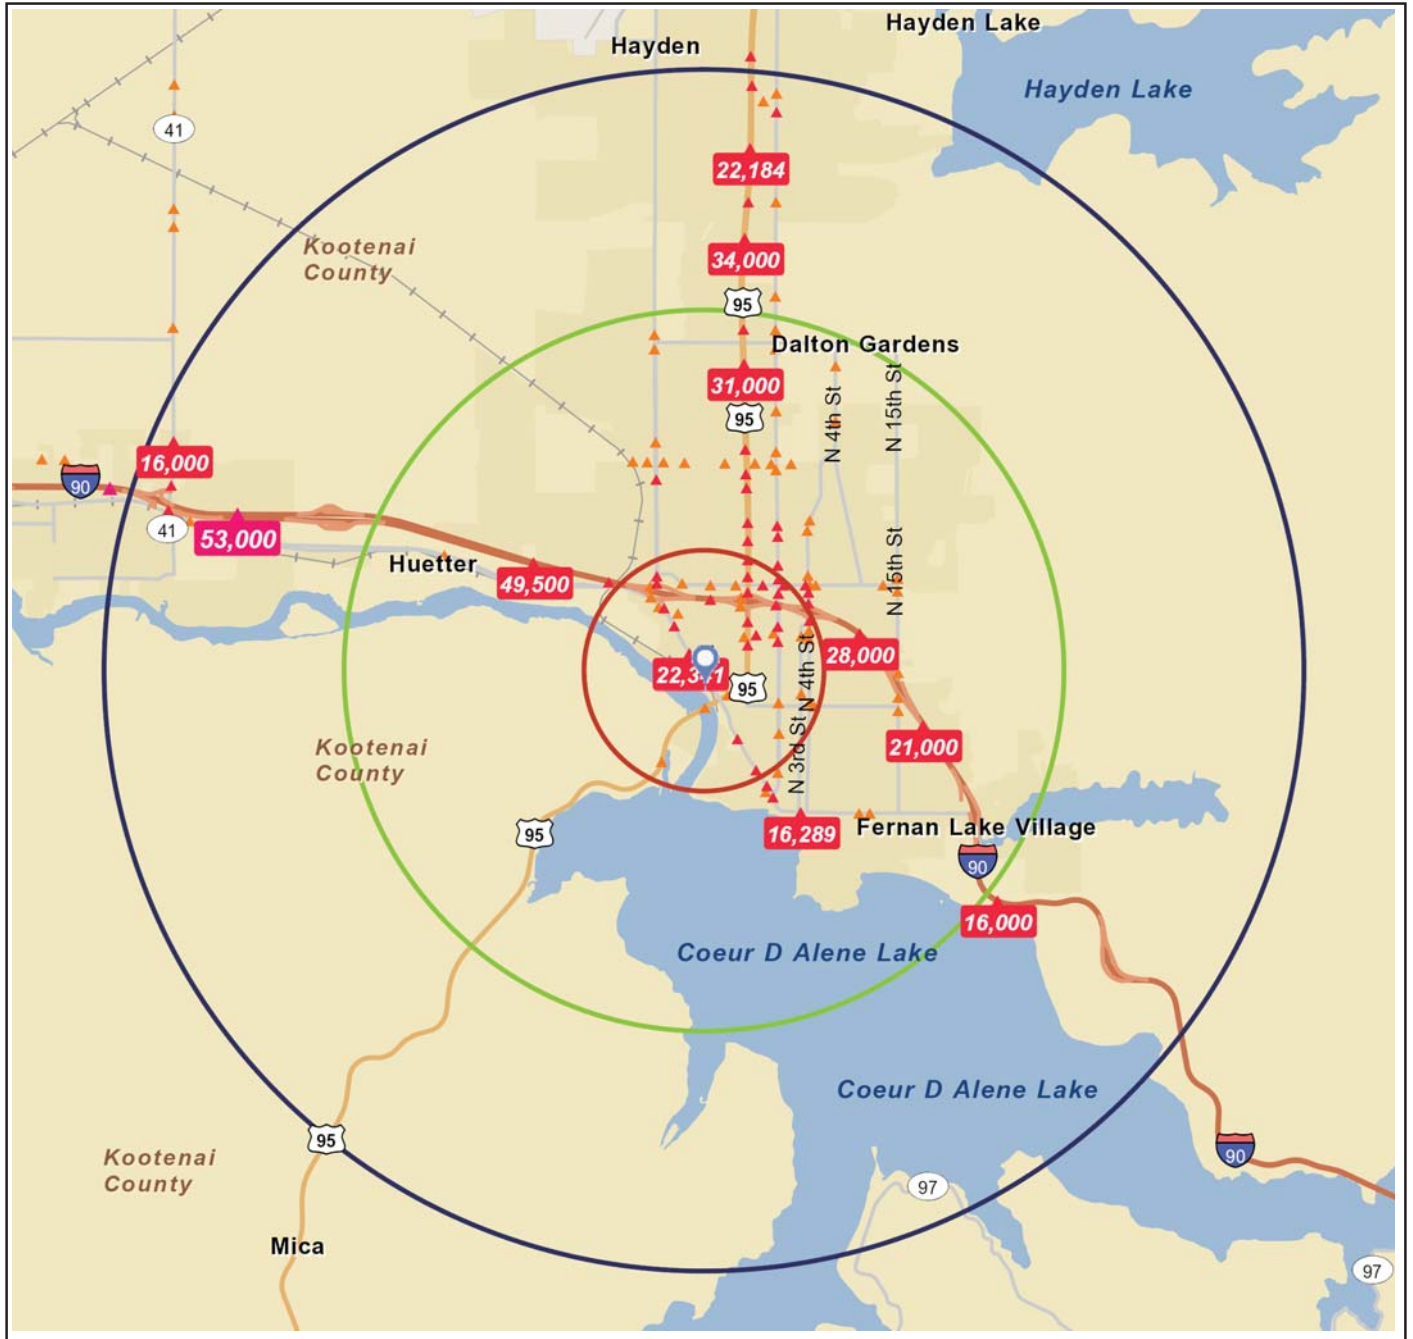 Hayden Lake
Hayden
Hayden Lake
41
22,184
Kootenai
County
34,000
95
Dalton Gardens
31,000
N 4th St
N 15th St
95
16,000
90
41
53,000
Huetter
49,500
N 15th St
28,000
N 4th St
95
21,000
N 3rd St
Kootenai
County
95
16,289
Fernan Lake Village
90
16,000
Coeur D Alene Lake
Coeur D Alene Lake
95
90
Kootenai
County
97
Mica
97